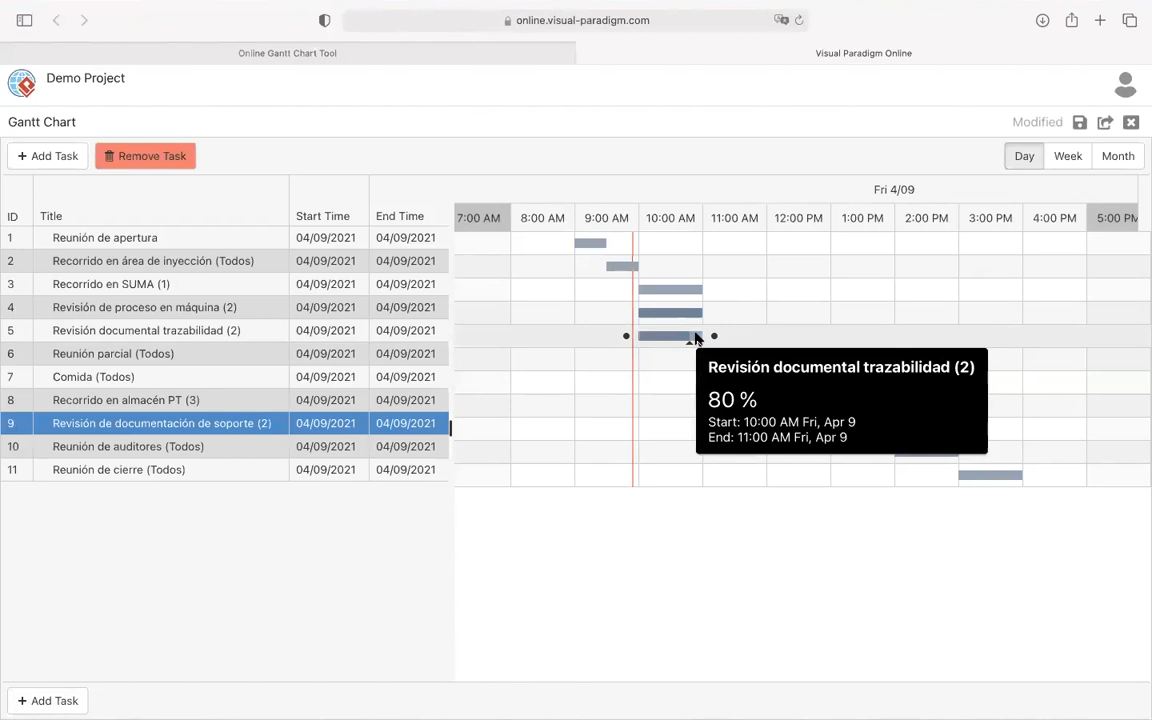 online.visual-paradigm.com
Online Gantt Chart Tool
Visual Paradigm Online
Demo Project
Gantt Chart
Modified
+ Add Task
Remove Task
Day
Week
Month
Fri 4/09
ID Title Start Time End Time
7:00 AM 8:00 AM 9:00 AM 10:00 AM 11:00 AM 12:00 PM 1:00 PM 2:00 PM 3:00 PM 4:00 PM 5:00 PM
1 Reunión de apertura 04/09/2021 04/09/2021
2 Recorrido en área de inyección (Todos) 04/09/2021 04/09/2021
3 Recorrido en SUMA (1) 04/09/2021 04/09/2021
4 Revisión de proceso en máquina (2) 04/09/2021 04/09/2021
5 Revisión documental trazabilidad (2) 04/09/2021 04/09/2021
6 Reunión parcial (Todos) 04/09/2021 04/09/2021
7 Comida (Todos) 04/09/2021 04/09/2021
8 Recorrido en almacén PT (3) 04/09/2021 04/09/2021
9 Revisión de documentación de soporte (2) 04/09/2021 04/09/2021
10 Reunión de auditores (Todos) 04/09/2021 04/09/2021
11 Reunión de cierre (Todos) 04/09/2021 04/09/2021
Revisión documental trazabilidad (2)
80 %
Start: 10:00 AM Fri, Apr 9
End: 11:00 AM Fri, Apr 9
+ Add Task